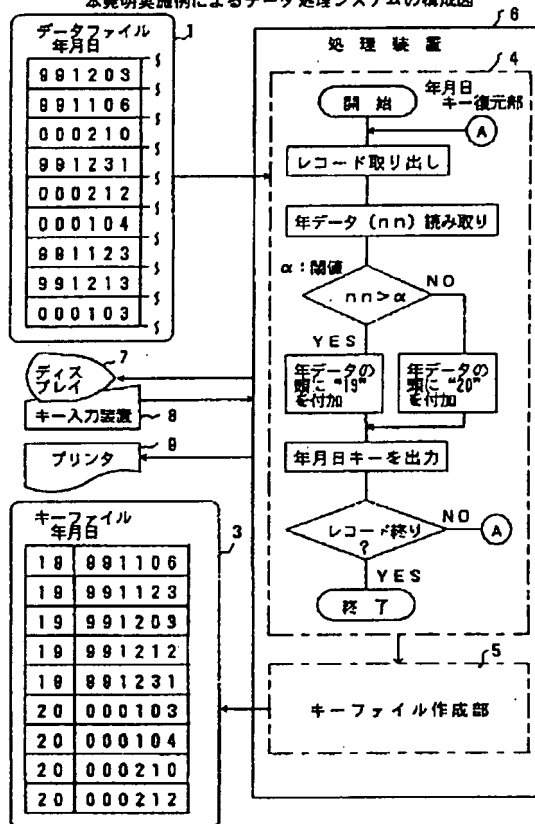 本発明実施例によるデータ処理システムの構成図
データファイル
年月日
1
991203
991106
000210
991231
000212
000104
991123
991213
000103
7
ディス
プレイ
キー入力装置
8
9
プリンタ
キーファイル
年月日
3
19 991106
19 991123
19 991203
19 991212
19 991231
20 000103
20 000104
20 000210
20 000212
6
処理装置
4
開始
年月日
キー復元部
A
レコード取り出し
年データ(nn)読み取り
α:閾値
nn>α
NO
YES
年データの
頭に"19"
を付加
年データの
頭に"20"
を付加
年月日キーを出力
レコード終り
?
NO
A
YES
終了
5
キーファイル作成部